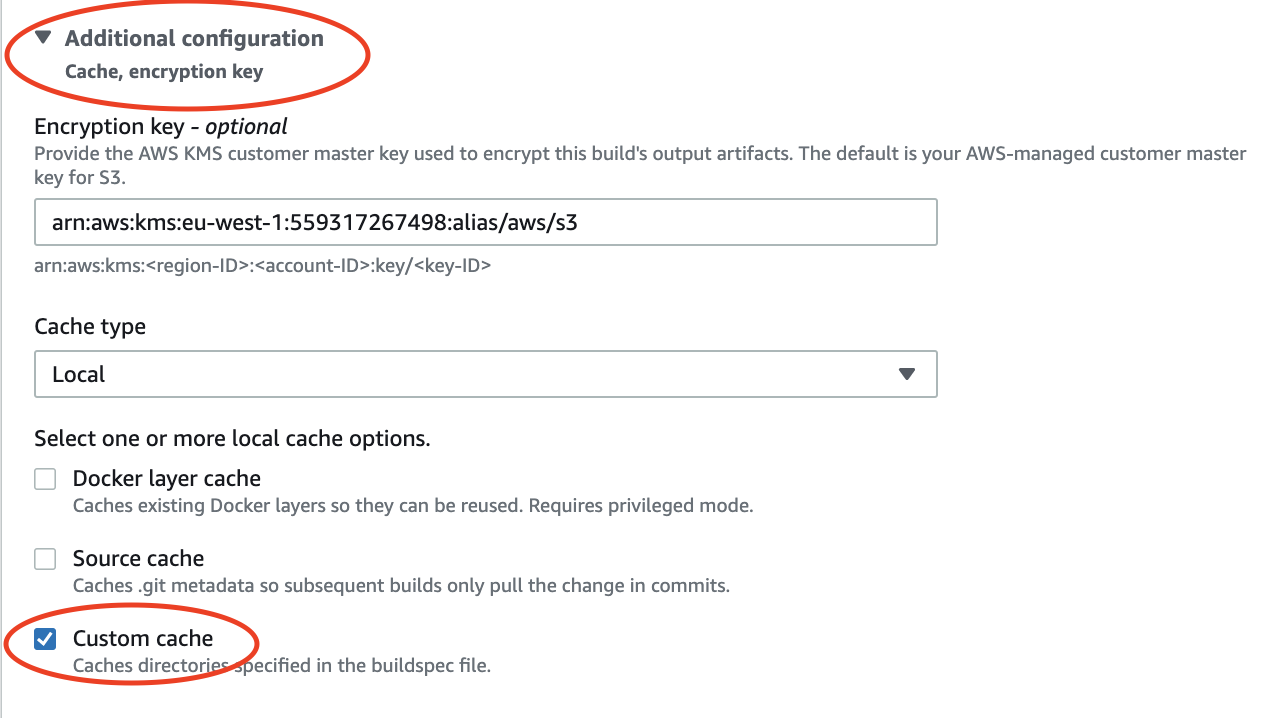 Additional configuration
Cache, encryption key
Encryption key - optional
Provide the AWS KMS customer master key used to encrypt this build's output artifacts. The default is your AWS-managed customer master
key for S3.
arn:aws:kms:eu-west-1:559317267498:alias/aws/s3
arn:aws:kms:<region-ID>:<account-ID>:key/<key-ID>
Cache type
Local
Select one or more local cache options.
Docker layer cache
Caches existing Docker layers so they can be reused. Requires privileged mode.
Source cache
Caches .git metadata so subsequent builds only pull the change in commits.
Custom cache
Caches directories specified in the buildspec file.